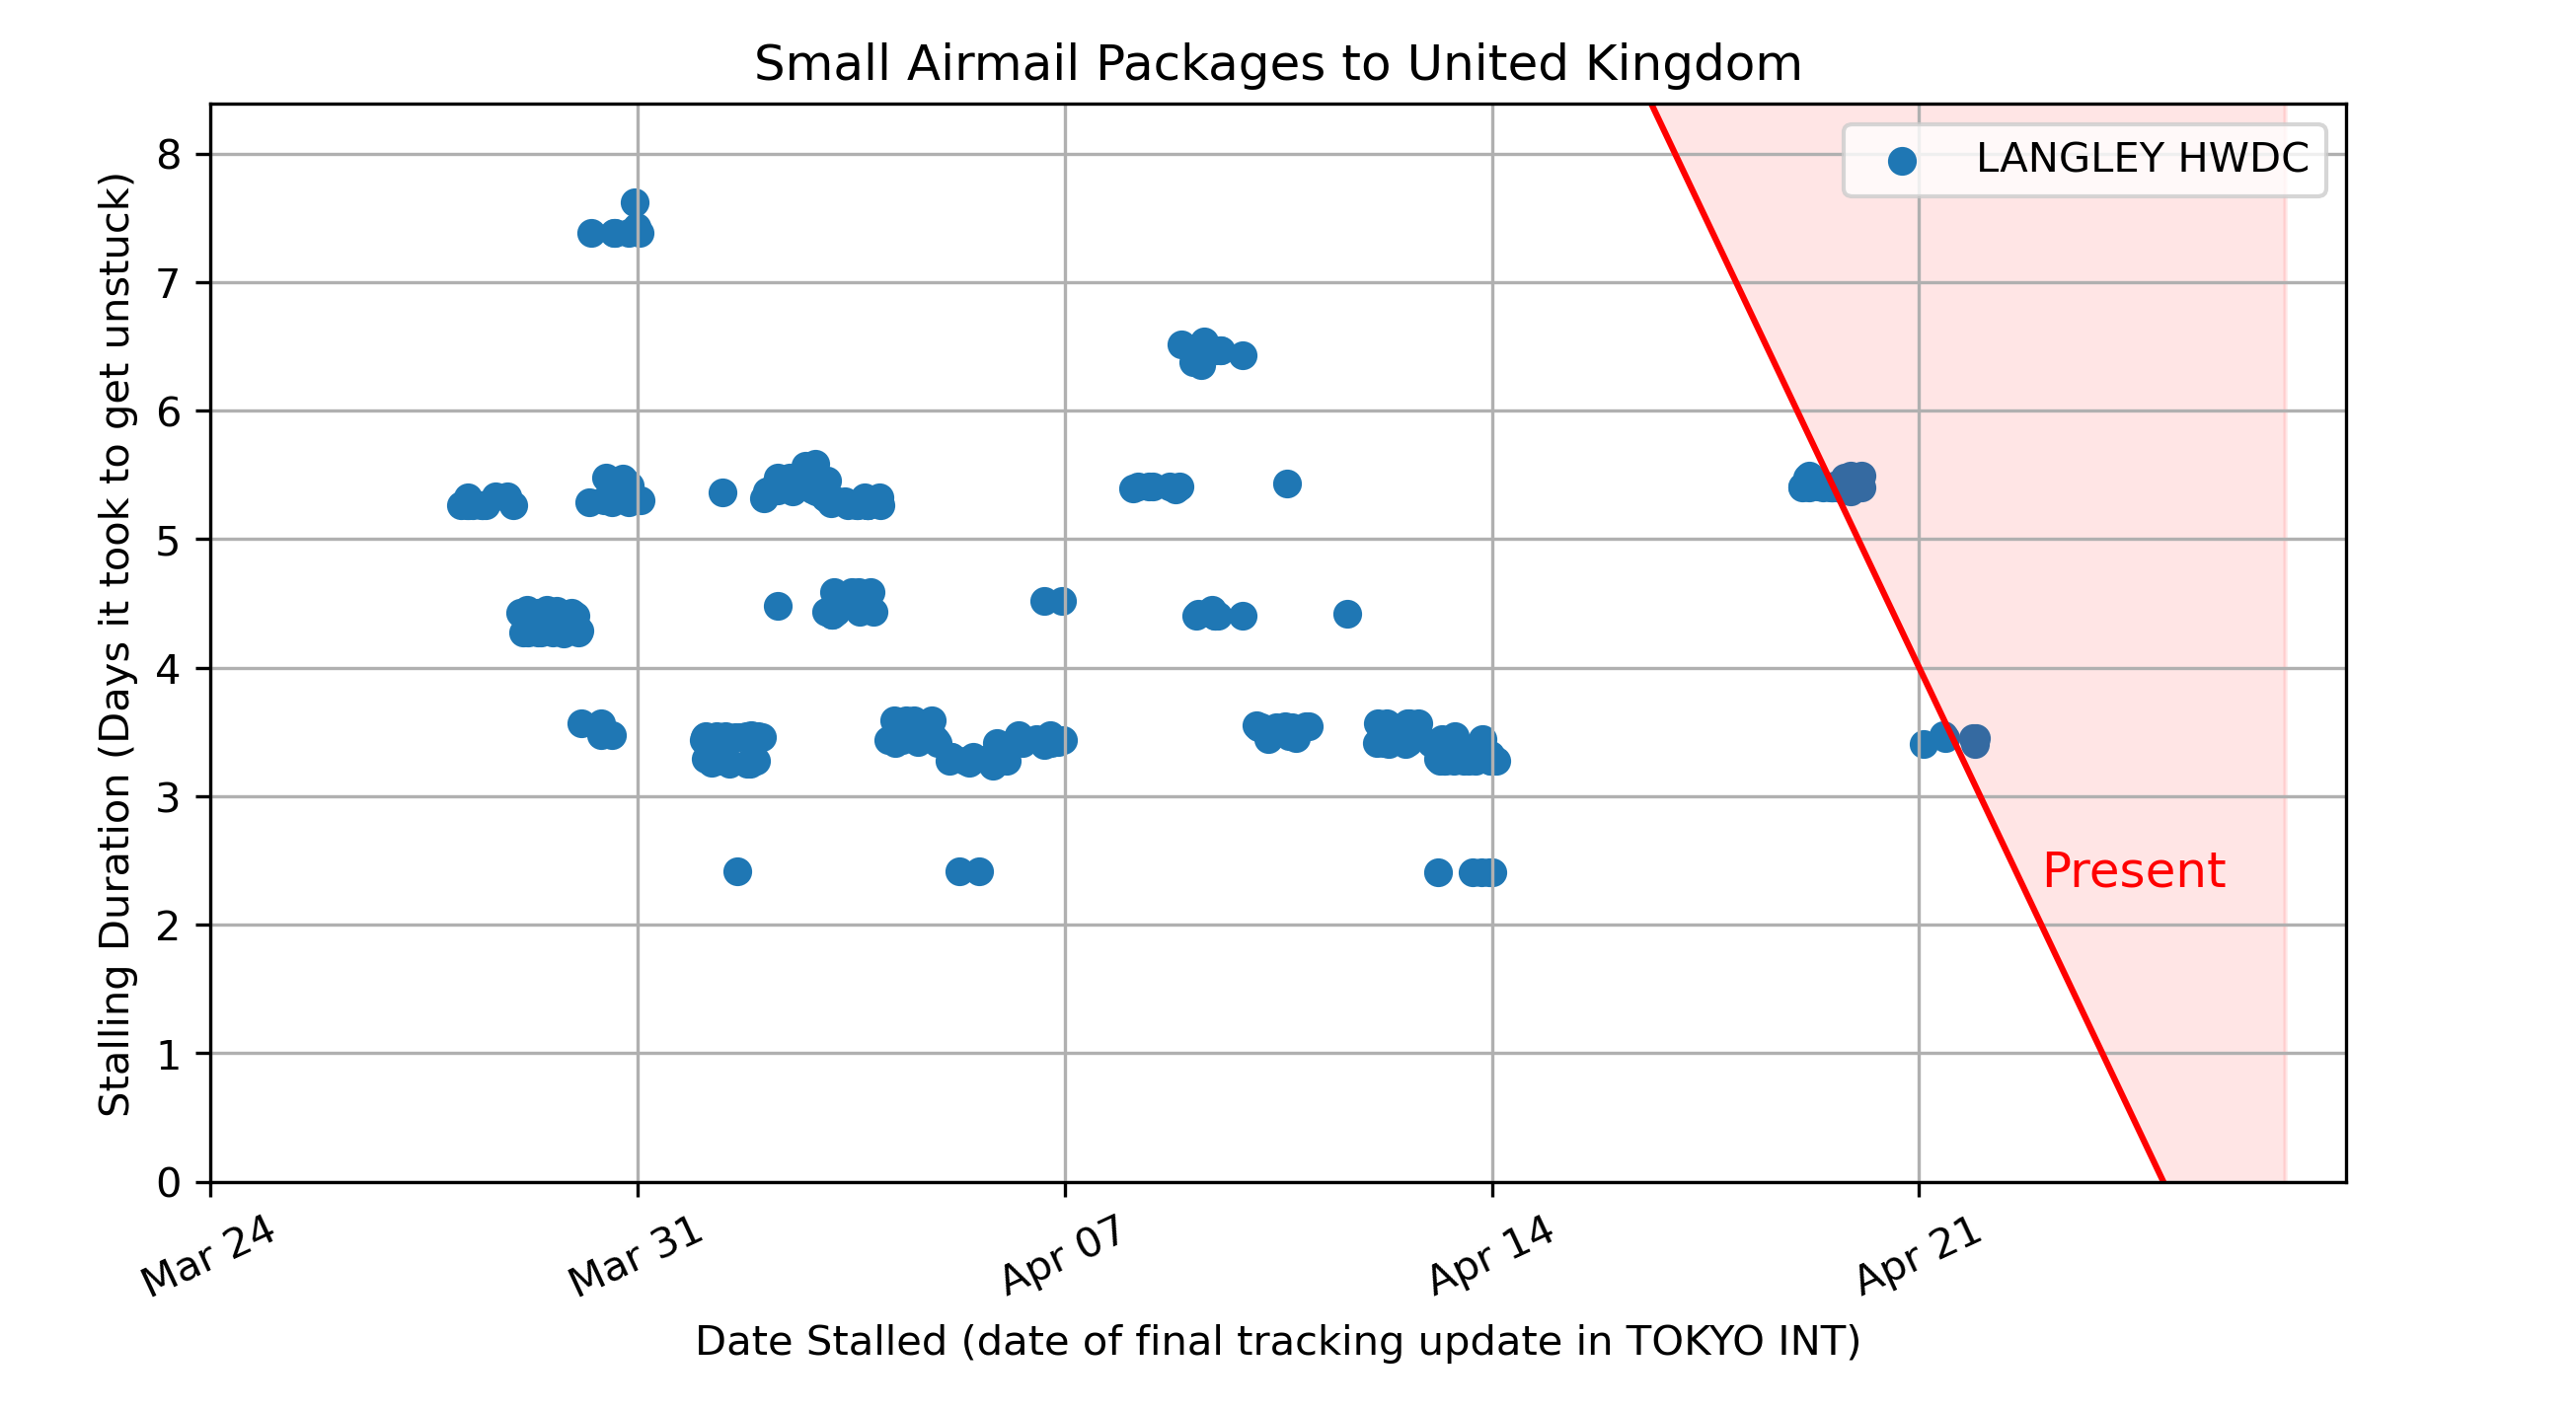 Small Airmail Packages to United Kingdom
LANGLEY HWDC
Stalling Duration (Days it took to get unstuck)
8
7
6
5
4
3
2
1
0
Present
Mar 24
Mar 31
Apr 07
Apr 14
Apr 21
Date Stalled (date of final tracking update in TOKYO INT)